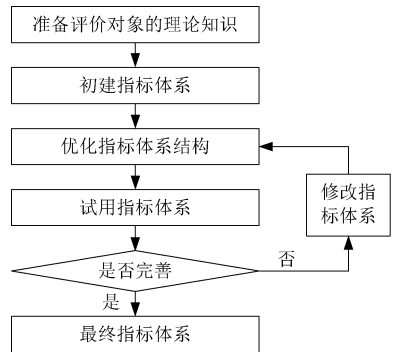 准备评价对象的理论知识
初建指标体系
优化指标体系结构
试用指标体系
修改指
标体系
是否完善
否
是
最终指标体系